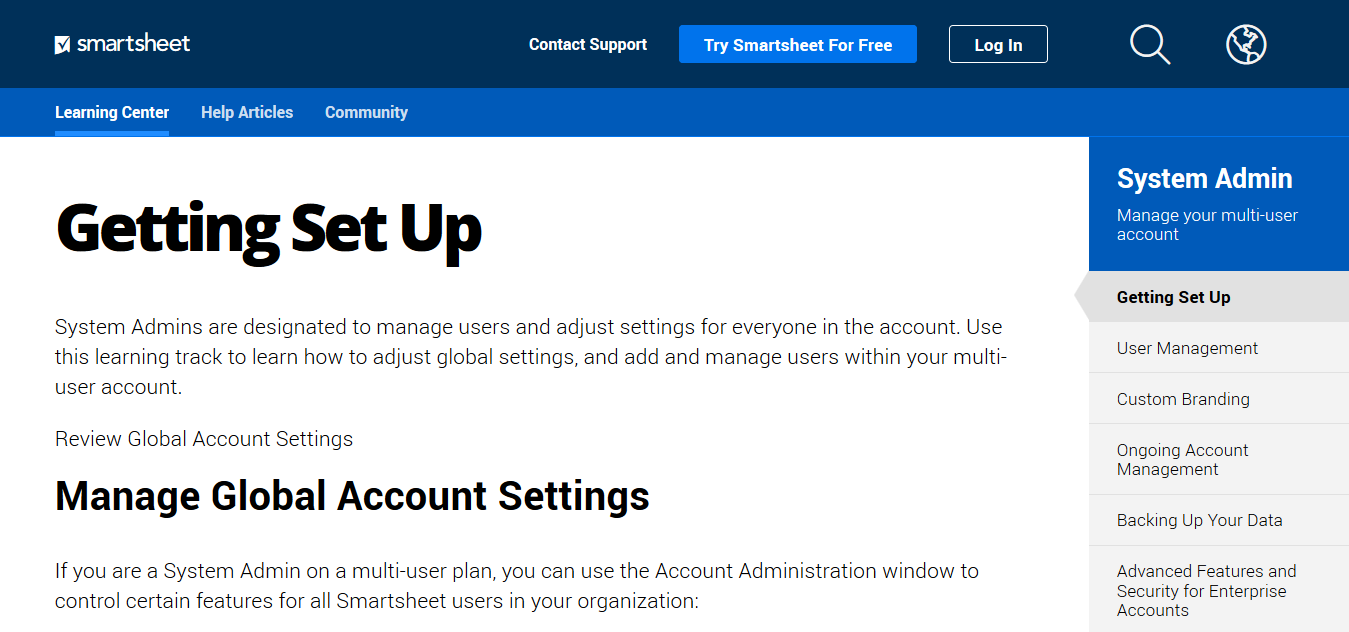 smartsheet
Contact Support
Try Smartsheet For Free
Log In
Learning Center
Help Articles
Community
Getting Set Up
System Admins are designated to manage users and adjust settings for everyone in the account. Use
this learning track to learn how to adjust global settings, and add and manage users within your multi-
user account.
Review Global Account Settings
Manage Global Account Settings
If you are a System Admin on a multi-user plan, you can use the Account Administration window to
control certain features for all Smartsheet users in your organization:
System Admin
Manage your multi-user
account
Getting Set Up
User Management
Custom Branding
Ongoing Account
Management
Backing Up Your Data
Advanced Features and
Security for Enterprise
Accounts